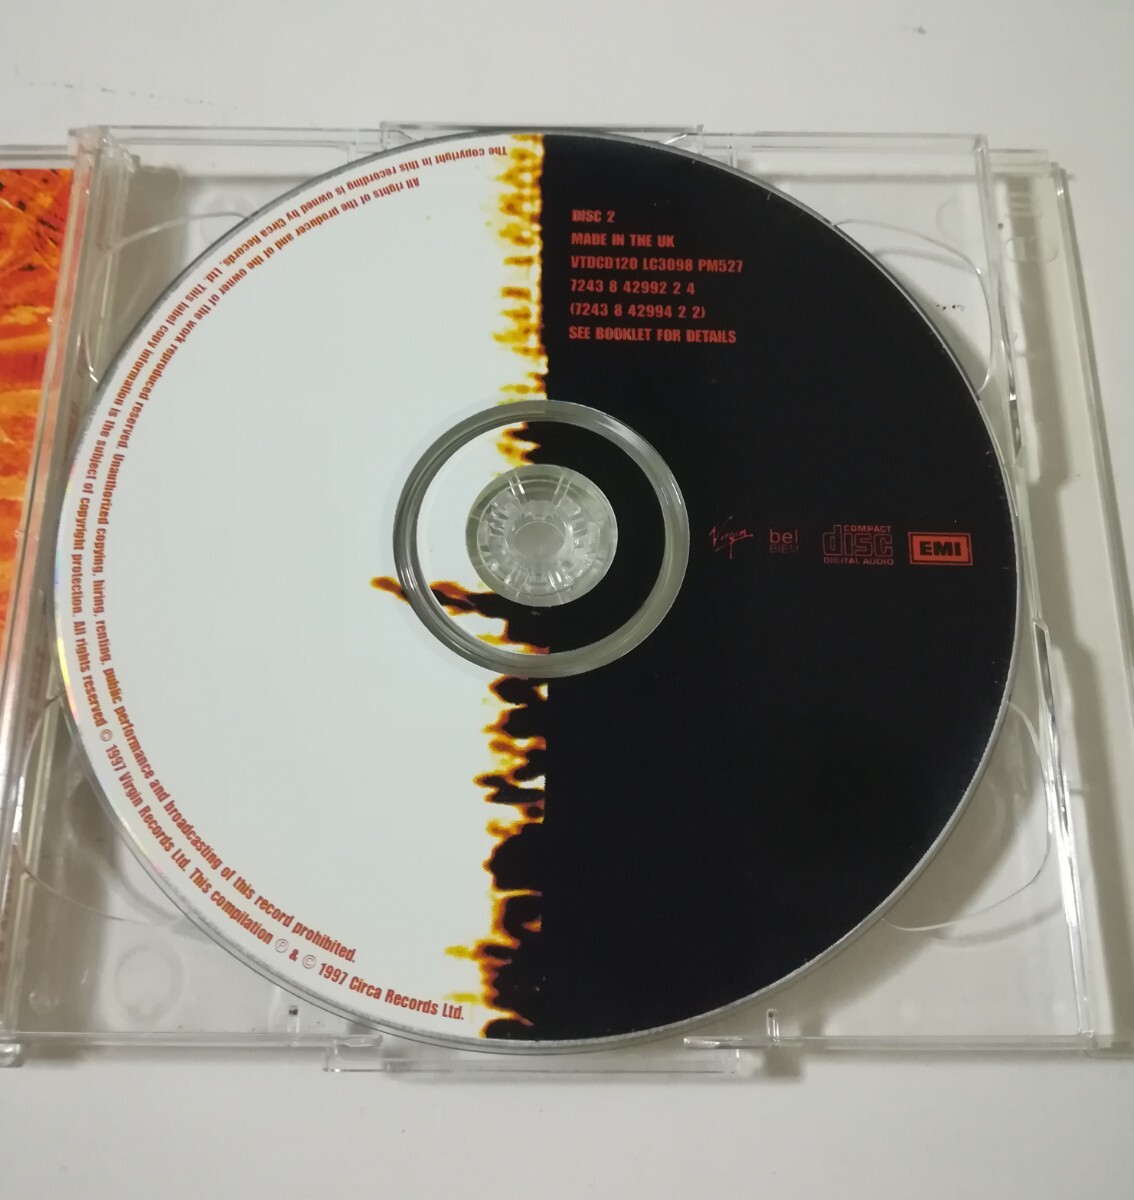 DISC 2
MADE IN THE UK
VTDCD120 LC3098 PM527
7243 8 42992 2 4
(7243 8 42994 2 2)
SEE BOOKLET FOR DETAILS
Virgin
bel
BIEM
COMPACT
disc
DIGITAL AUDIO
EMI
The copyright in this recording is owned by Circa Records. Ltd. This label copy information is the subject of copyright protection. All rights reserved © 1997 Virgin Records Ltd. This compilation ℗ & © 1997 Circa Records Ltd.
All rights of the producer and of the owner of the work reproduced reserved. Unauthorized copying, hiring, renting, public performance and broadcasting of this record prohibited.